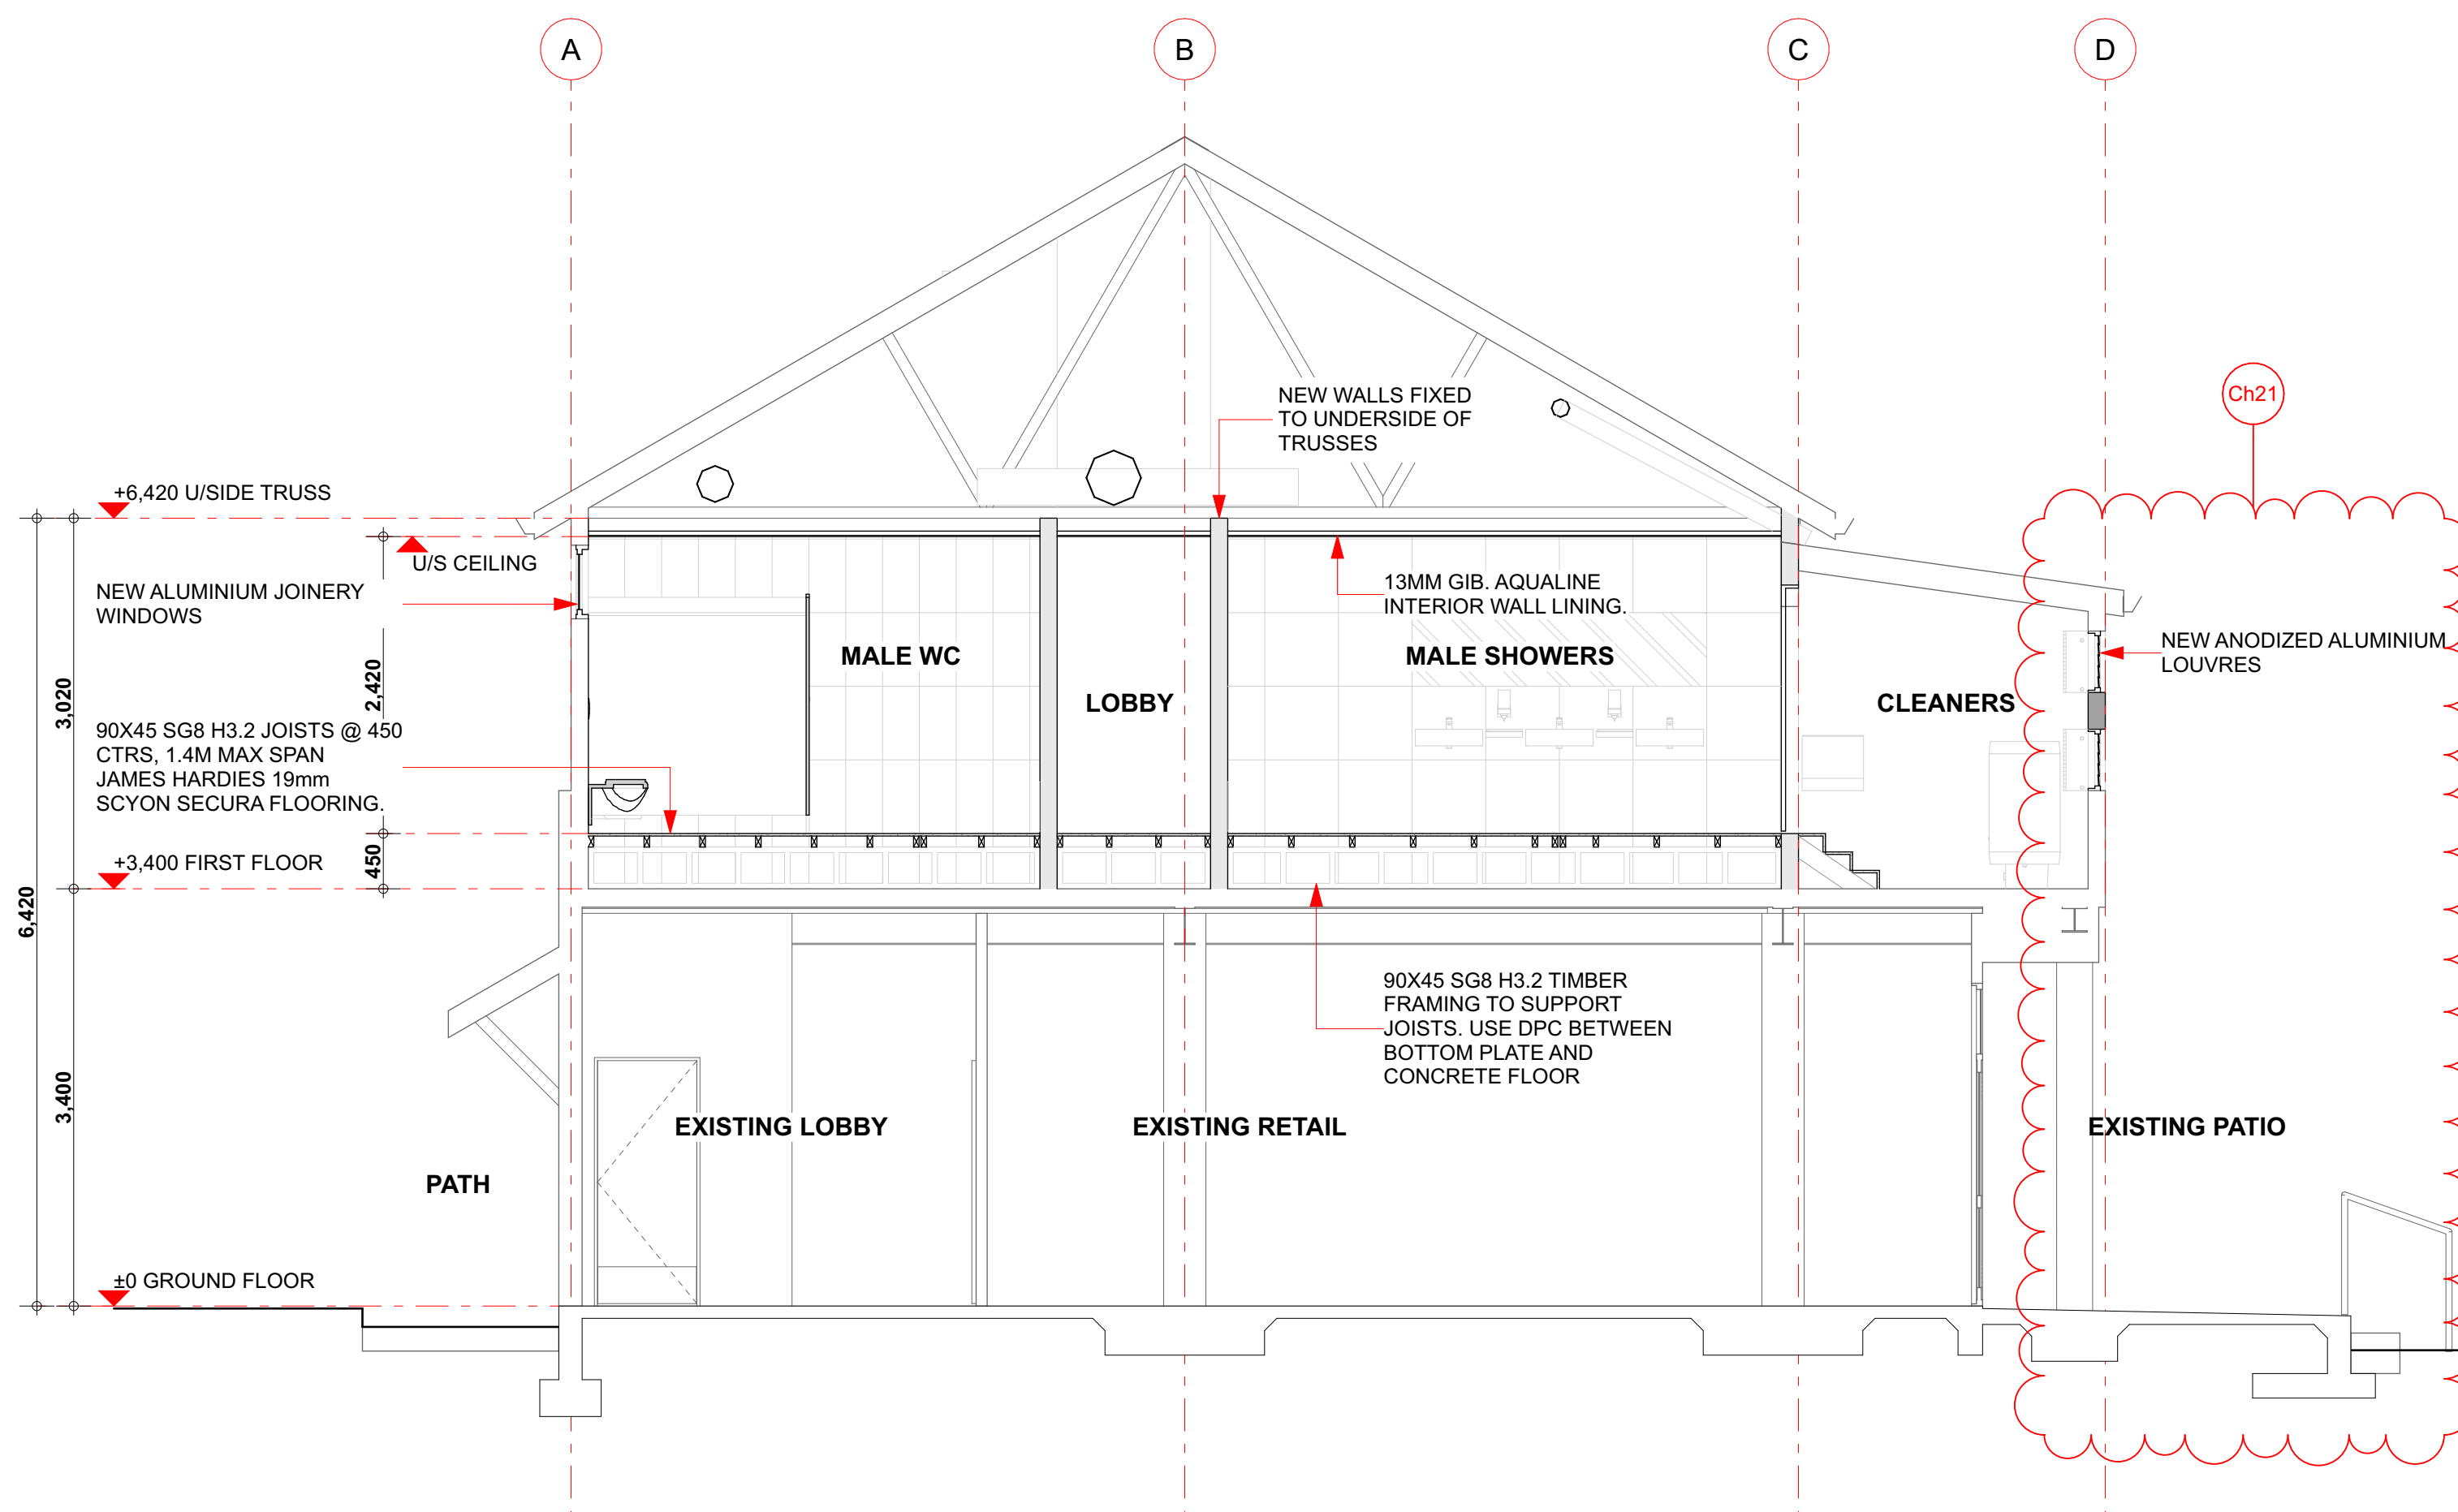 A
B
C
D
Ch21
NEW WALLS FIXED
TO UNDERSIDE OF
TRUSSES
+6,420 U/SIDE TRUSS
U/S CEILING
NEW ALUMINIUM JOINERY
WINDOWS
13MM GIB. AQUALINE
INTERIOR WALL LINING.
MALE WC
MALE SHOWERS
NEW ANODIZED ALUMINIUM
LOUVRES
LOBBY
CLEANERS
2,420
3,020
90X45 SG8 H3.2 JOISTS @ 450
CTRS, 1.4M MAX SPAN
JAMES HARDIES 19mm
SCYON SECURA FLOORING.
+3,400 FIRST FLOOR
450
6,420
90X45 SG8 H3.2 TIMBER
FRAMING TO SUPPORT
JOISTS. USE DPC BETWEEN
BOTTOM PLATE AND
CONCRETE FLOOR
3,400
EXISTING LOBBY
EXISTING RETAIL
EXISTING PATIO
PATH
±0 GROUND FLOOR